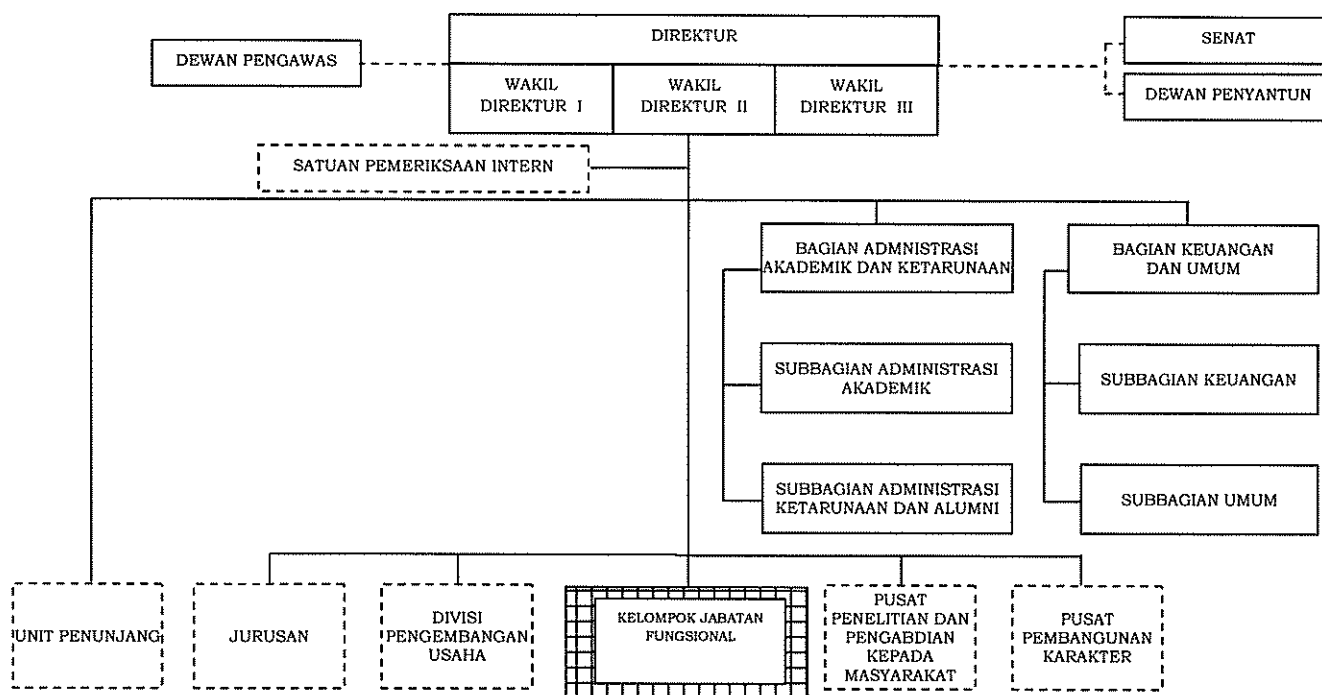 DIREKTUR
DEWAN PENGAWAS
SENAT
WAKIL
DIREKTUR I
WAKIL
DIREKTUR II
WAKIL
DIREKTUR III
DEWAN PENYANTUN
SATUAN PEMERIKSAAN INTERN
BAGIAN ADMNISTRASI
AKADEMIK DAN KETARUNAAN
BAGIAN KEUANGAN
DAN UMUM
SUBBAGIAN ADMINISTRASI
AKADEMIK
SUBBAGIAN KEUANGAN
SUBBAGIAN ADMINISTRASI
KETARUNAAN DAN ALUMNI
SUBBAGIAN UMUM
UNIT PENUNJANG
JURUSAN
DIVISI
PENGEMBANGAN
USAHA
KELOMPOK JABATAN
FUNGSIONAL
PUSAT
PENELITIAN DAN
PENGABDIAN
KEPADA
MASYARAKAT
PUSAT
PEMBANGUNAN
KARAKTER